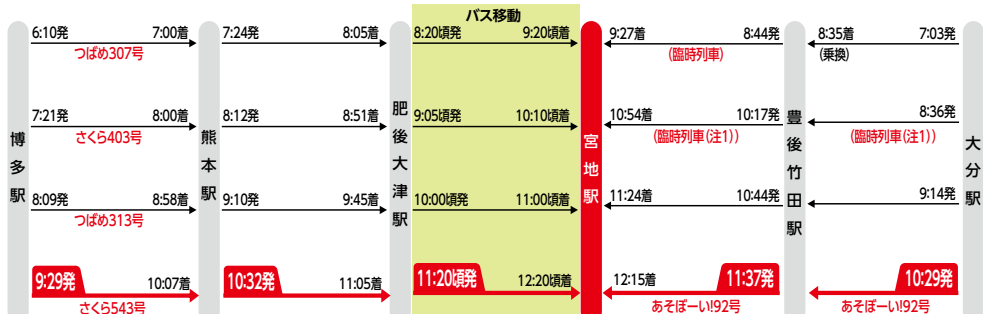 バス移動
博多駅
熊本駅
肥後大津駅
宮地駅
豊後竹田駅
大分駅
6:10発 7:00着 7:24発 8:05着 8:20頃発 9:20頃着 9:27着 8:44発 8:35着 7:03発
つばめ307号 (臨時列車) (乗換)
7:21発 8:00着 8:12発 8:51着 9:05頃発 10:10頃着 10:54着 10:17発 8:36発
さくら403号 (臨時列車(注1)) (臨時列車(注1))
8:09発 8:58着 9:10発 9:45着 10:00頃発 11:00頃着 11:24着 10:44発 9:14発
つばめ313号
9:29発 10:07着 10:32発 11:05着 11:20頃発 12:20頃着 12:15着 11:37発 10:29発
さくら543号 あそぼーい!92号 あそぼーい!92号